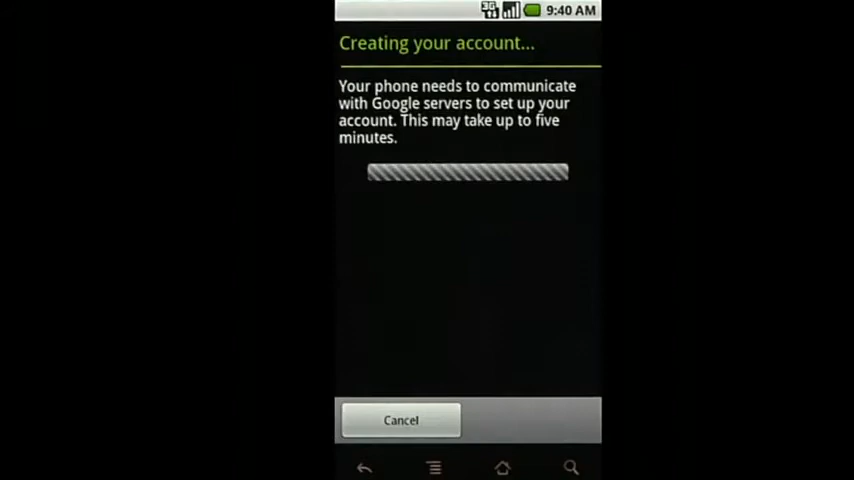 3G 9:40 AM
Creating your account...
Your phone needs to communicate
with Google servers to set up your
account. This may take up to five
minutes.
Cancel